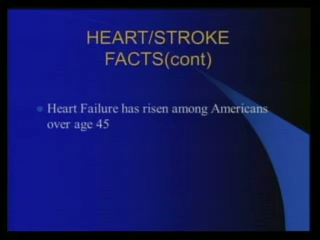 HEART/STROKE
FACTS(cont)
Heart Failure has risen among Americans
over age 45